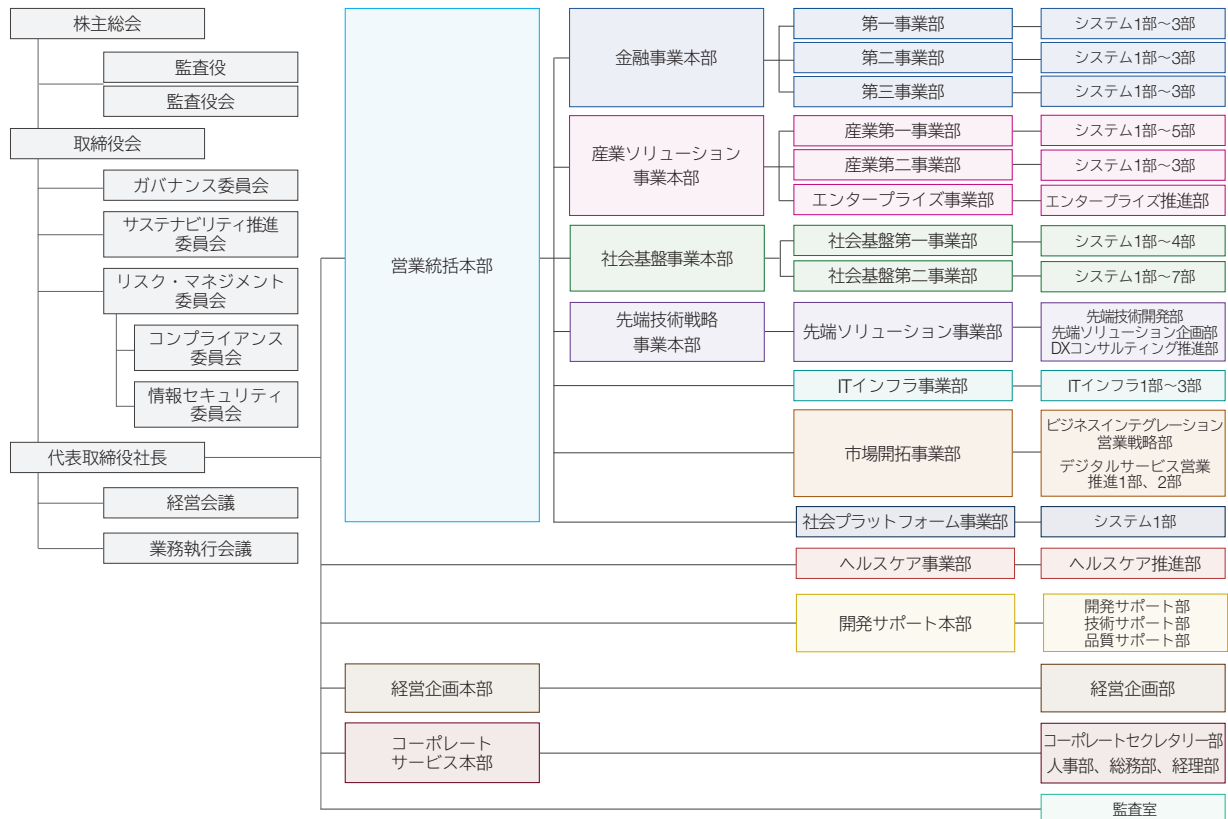 株主総会
監査役
監査役会
取締役会
ガバナンス委員会
サステナビリティ推進
委員会
リスク・マネジメント
委員会
コンプライアンス
委員会
情報セキュリティ
委員会
代表取締役社長
経営会議
業務執行会議
営業統括本部
金融事業本部
第一事業部
システム1部～3部
第二事業部
システム1部～3部
第三事業部
システム1部～3部
産業ソリューション
事業本部
産業第一事業部
システム1部～5部
産業第二事業部
システム1部～3部
エンタープライズ事業部
エンタープライズ推進部
社会基盤事業本部
社会基盤第一事業部
システム1部～4部
社会基盤第二事業部
システム1部～7部
先端技術戦略
事業本部
先端ソリューション事業部
先端技術開発部
先端ソリューション企画部
DXコンサルティング推進部
ITインフラ事業部
ITインフラ1部～3部
市場開拓事業部
ビジネスインテグレーション
営業戦略部
デジタルサービス営業
推進1部、2部
社会プラットフォーム事業部
システム1部
ヘルスケア事業部
ヘルスケア推進部
開発サポート本部
開発サポート部
技術サポート部
品質サポート部
経営企画本部
経営企画部
コーポレート
サービス本部
コーポレートセクレタリー部
人事部、総務部、経理部
監査室